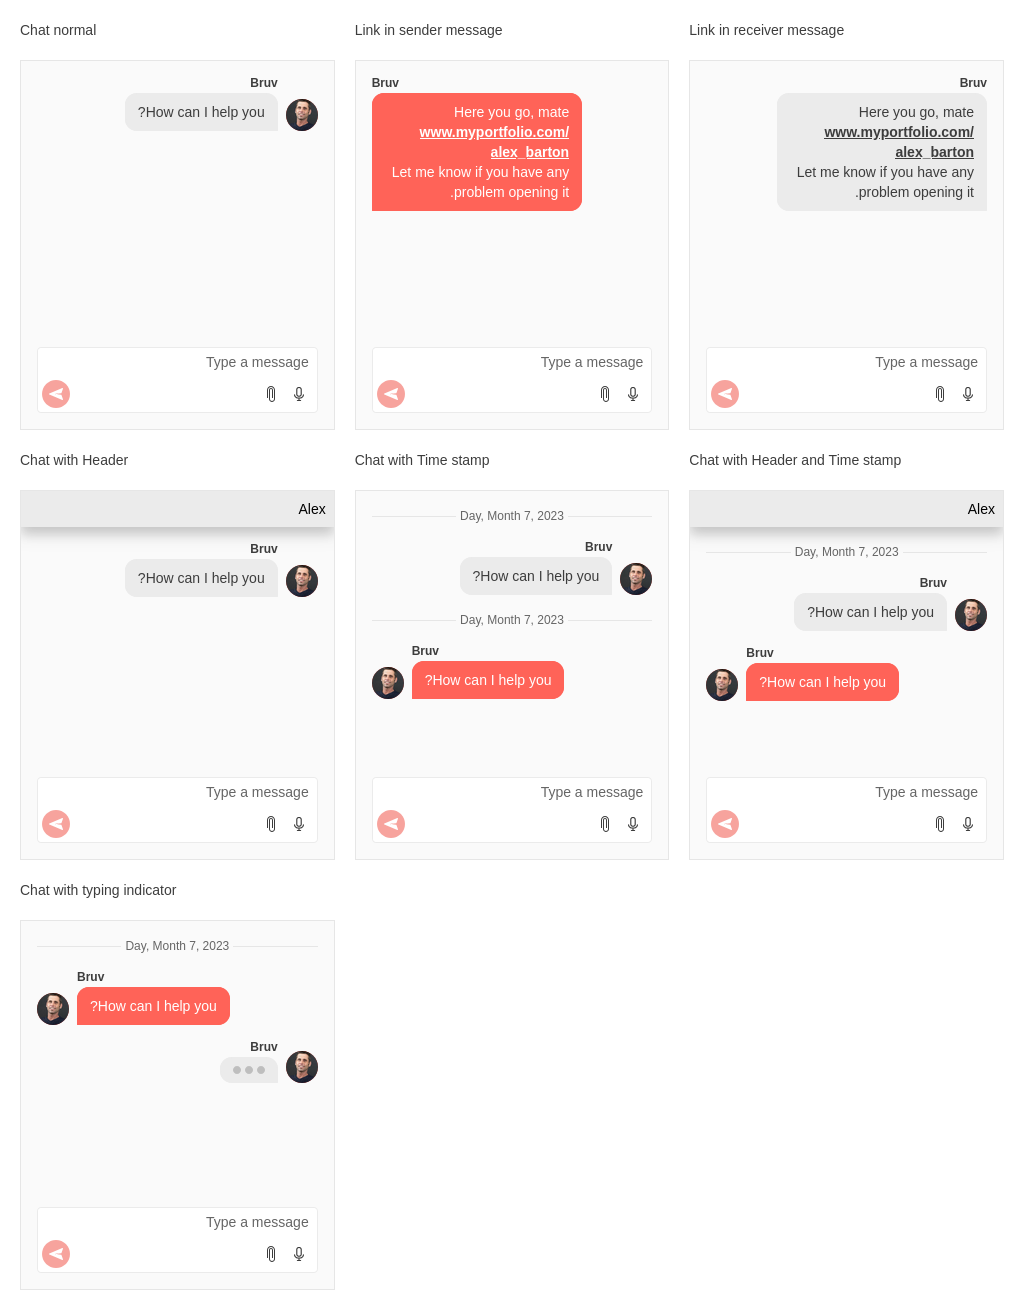 Chat normal
Bruv
?How can I help you
Type a message
Link in sender message
Bruv
Here you go, mate
www.myportfolio.com/
alex_barton
Let me know if you have any
.problem opening it
Type a message
Link in receiver message
Bruv
Here you go, mate
www.myportfolio.com/
alex_barton
Let me know if you have any
.problem opening it
Type a message
Chat with Header
Alex
Bruv
?How can I help you
Type a message
Chat with Time stamp
Day, Month 7, 2023
Bruv
?How can I help you
Day, Month 7, 2023
Bruv
?How can I help you
Type a message
Chat with Header and Time stamp
Alex
Day, Month 7, 2023
Bruv
?How can I help you
Bruv
?How can I help you
Type a message
Chat with typing indicator
Day, Month 7, 2023
Bruv
?How can I help you
Bruv
Type a message